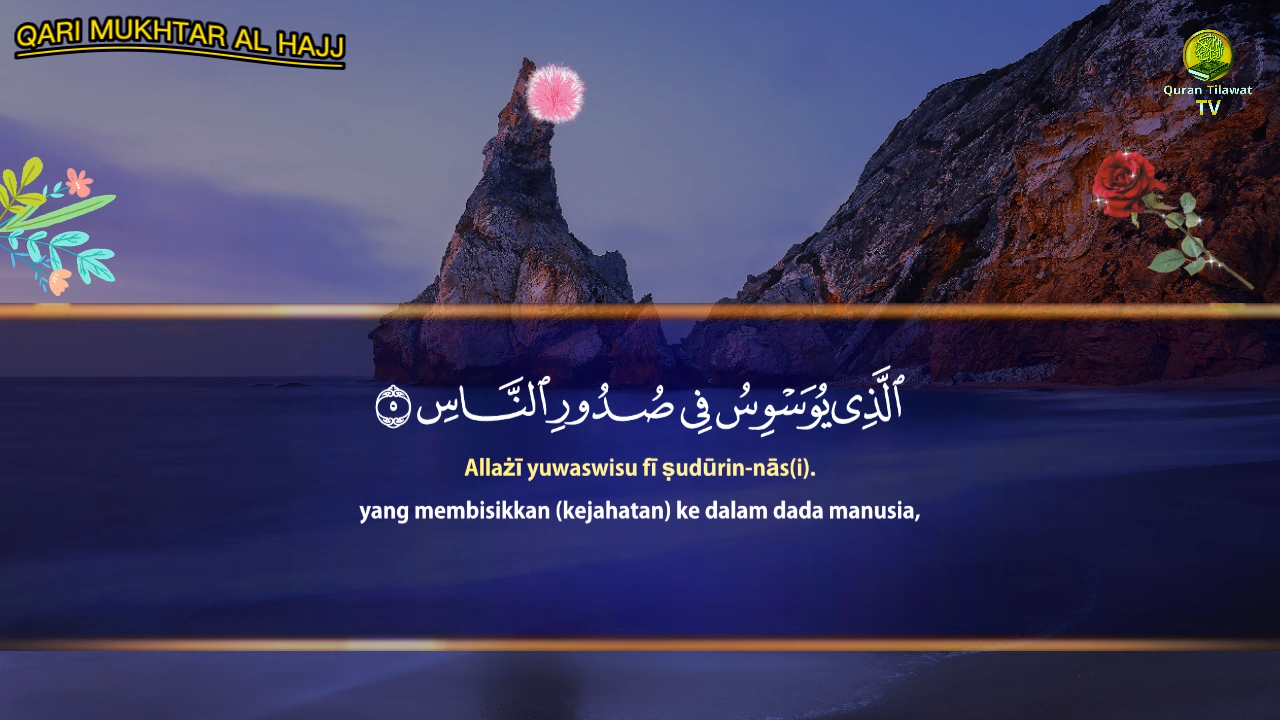 QARI MUKHTAR AL HAJJ
Quran Tilawat
TV
ٱلَّذِى يُوَسْوِسُ فِى صُدُورِ ٱلنَّاسِ ٥
Allażī yuwaswisu fī ṣudūrin-nās(i).
yang membisikkan (kejahatan) ke dalam dada manusia,